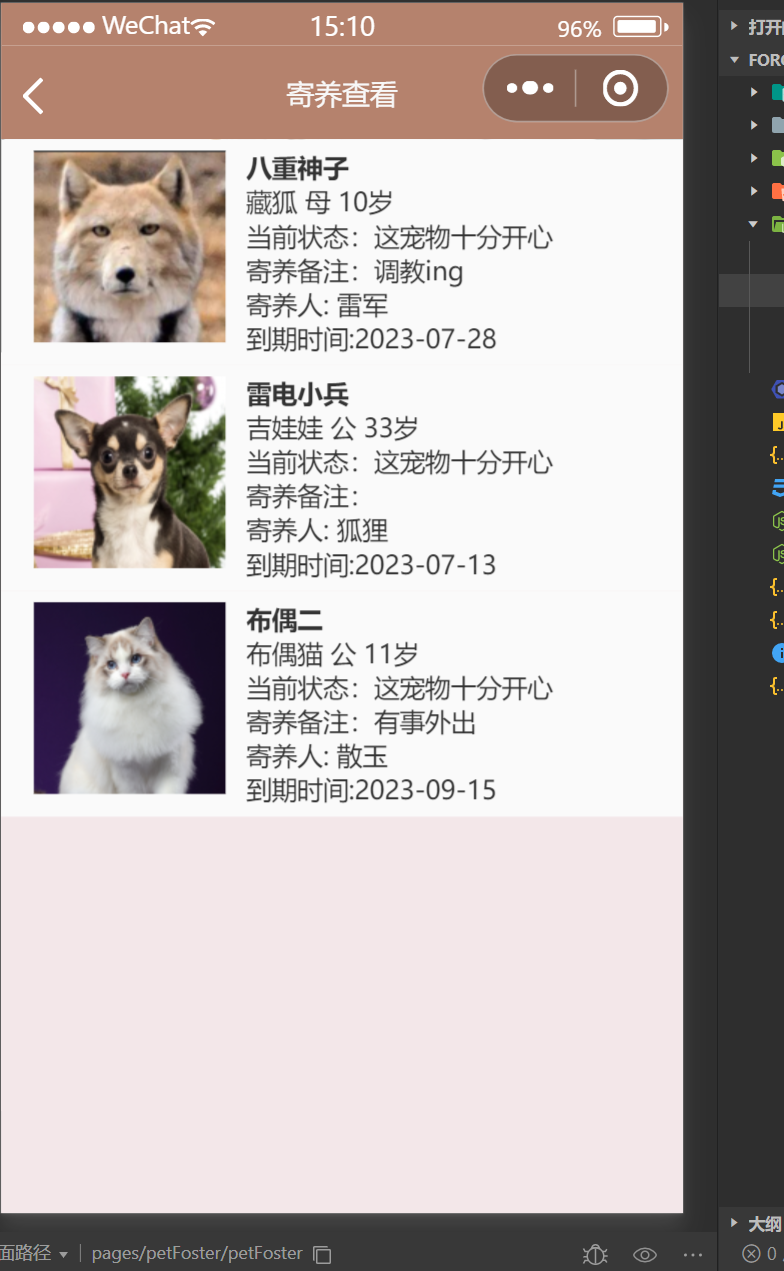 WeChat 15:10 96%
寄养查看
八重神子
藏狐 母 10岁
当前状态：这宠物十分开心
寄养备注：调教ing
寄养人: 雷军
到期时间:2023-07-28
雷电小兵
吉娃娃 公 33岁
当前状态：这宠物十分开心
寄养备注：
寄养人: 狐狸
到期时间:2023-07-13
布偶二
布偶猫 公 11岁
当前状态：这宠物十分开心
寄养备注：有事外出
寄养人: 散玉
到期时间:2023-09-15
打开
FORG
大纲
面路径 pages/petFoster/petFoster
0